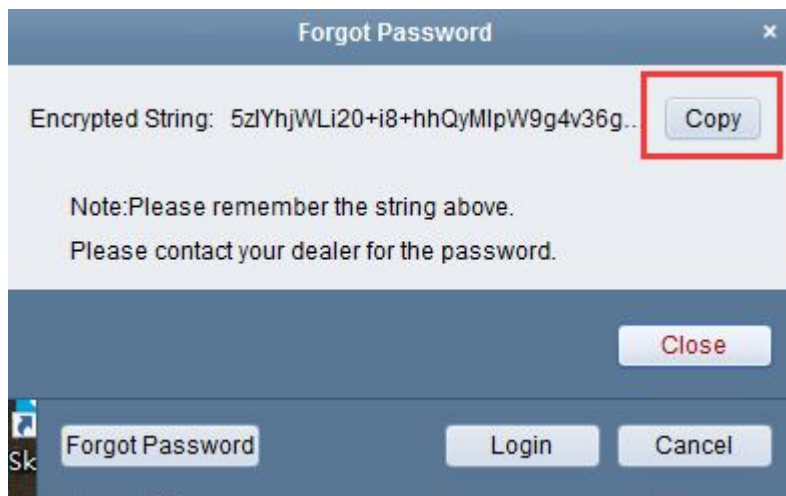 Forgot Password ×
Encrypted String: 5zlYhjWLi20+i8+hhQyMlpW9g4v36g... Copy
Note:Please remember the string above.
Please contact your dealer for the password.
Close
Sk Forgot Password Login Cancel